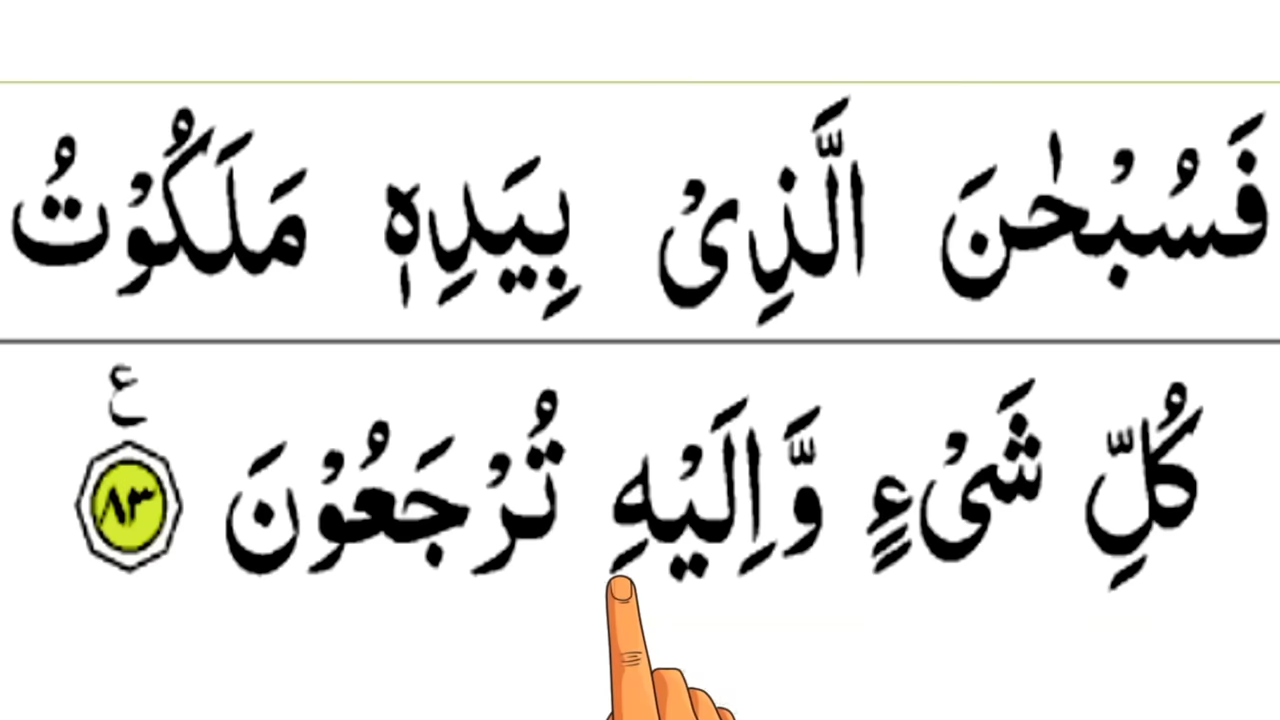 فَسُبْحٰنَ الَّذِیْ بِیَدِهٖ مَلَكُوْتُ
كُلِّ شَیْءٍ وَّاِلَیْهِ تُرْجَعُوْنَ ۸۳ ع